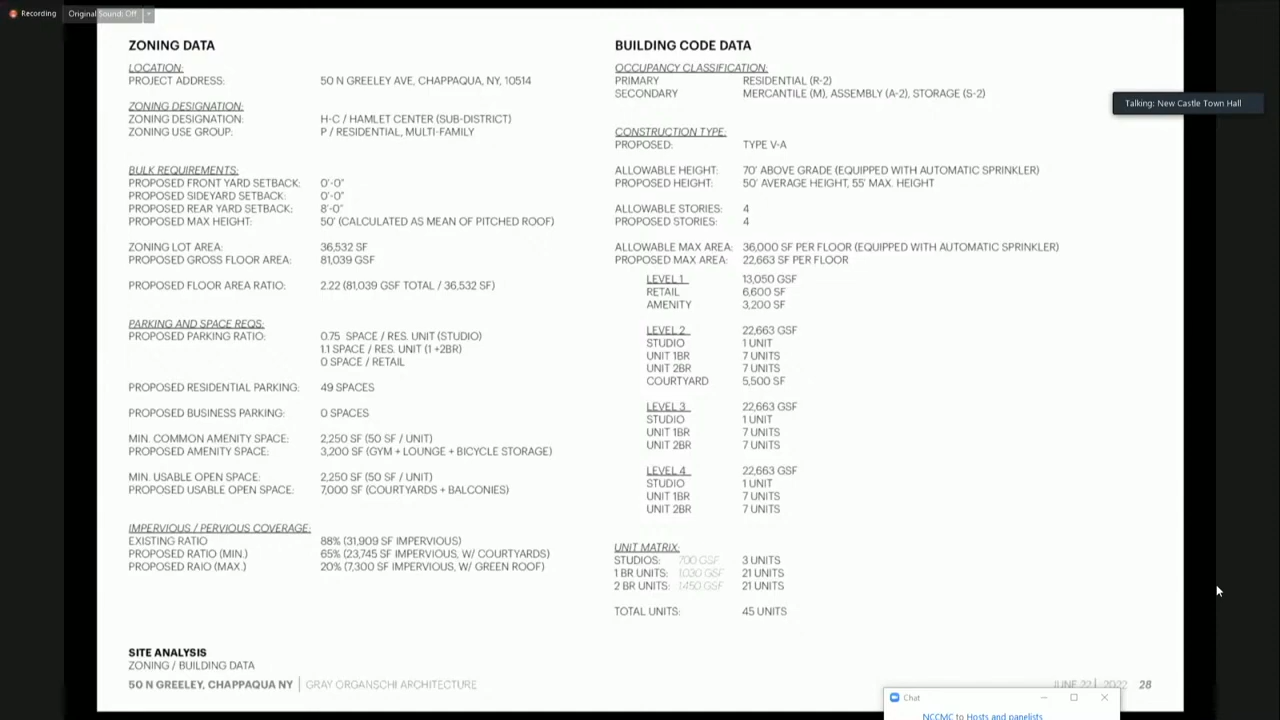 Recording
Original Sound: Off
ZONING DATA
LOCATION:
PROJECT ADDRESS: 50 N GREELEY AVE, CHAPPAQUA, NY, 10514
ZONING DESIGNATION:
ZONING DESIGNATION: H-C / HAMLET CENTER (SUB-DISTRICT)
ZONING USE GROUP: P / RESIDENTIAL, MULTI-FAMILY
BULK REQUIREMENTS:
PROPOSED FRONT YARD SETBACK: 0'-0"
PROPOSED SIDEYARD SETBACK: 0'-0"
PROPOSED REAR YARD SETBACK: 8'-0"
PROPOSED MAX HEIGHT: 50' (CALCULATED AS MEAN OF PITCHED ROOF)
ZONING LOT AREA: 36,532 SF
PROPOSED GROSS FLOOR AREA: 81,039 GSF
PROPOSED FLOOR AREA RATIO: 2.22 (81,039 GSF TOTAL / 36,532 SF)
PARKING AND SPACE REQS:
PROPOSED PARKING RATIO: 0.75 SPACE / RES. UNIT (STUDIO)
1.1 SPACE / RES. UNIT (1 +2BR)
0 SPACE / RETAIL
PROPOSED RESIDENTIAL PARKING: 49 SPACES
PROPOSED BUSINESS PARKING: 0 SPACES
MIN. COMMON AMENITY SPACE: 2,250 SF (50 SF / UNIT)
PROPOSED AMENITY SPACE: 3,200 SF (GYM + LOUNGE + BICYCLE STORAGE)
MIN. USABLE OPEN SPACE: 2,250 SF (50 SF / UNIT)
PROPOSED USABLE OPEN SPACE: 7,000 SF (COURTYARDS + BALCONIES)
IMPERVIOUS / PERVIOUS COVERAGE:
EXISTING RATIO 88% (31,909 SF IMPERVIOUS)
PROPOSED RATIO (MIN.) 65% (23,745 SF IMPERVIOUS, W/ COURTYARDS)
PROPOSED RAIO (MAX.) 20% (7,300 SF IMPERVIOUS, W/ GREEN ROOF)
BUILDING CODE DATA
OCCUPANCY CLASSIFICATION:
PRIMARY RESIDENTIAL (R-2)
SECONDARY MERCANTILE (M), ASSEMBLY (A-2), STORAGE (S-2)
CONSTRUCTION TYPE:
PROPOSED: TYPE V-A
ALLOWABLE HEIGHT: 70' ABOVE GRADE (EQUIPPED WITH AUTOMATIC SPRINKLER)
PROPOSED HEIGHT: 50' AVERAGE HEIGHT, 55' MAX. HEIGHT
ALLOWABLE STORIES: 4
PROPOSED STORIES: 4
ALLOWABLE MAX AREA: 36,000 SF PER FLOOR (EQUIPPED WITH AUTOMATIC SPRINKLER)
PROPOSED MAX AREA: 22,663 SF PER FLOOR
LEVEL 1 13,050 GSF
RETAIL 6,600 SF
AMENITY 3,200 SF
LEVEL 2 22,663 GSF
STUDIO 1 UNIT
UNIT 1BR 7 UNITS
UNIT 2BR 7 UNITS
COURTYARD 5,500 SF
LEVEL 3 22,663 GSF
STUDIO 1 UNIT
UNIT 1BR 7 UNITS
UNIT 2BR 7 UNITS
LEVEL 4 22,663 GSF
STUDIO 1 UNIT
UNIT 1BR 7 UNITS
UNIT 2BR 7 UNITS
UNIT MATRIX:
STUDIOS: 700 GSF 3 UNITS
1 BR UNITS: 1,030 GSF 21 UNITS
2 BR UNITS: 1450 GSF 21 UNITS
TOTAL UNITS: 45 UNITS
Talking: New Castle Town Hall
SITE ANALYSIS
ZONING / BUILDING DATA
50 N GREELEY, CHAPPAQUA NY | GRAY ORGANSCHI ARCHITECTURE
JUNE 22 | 2022 28
Chat
NCCMC to Hosts and panelists